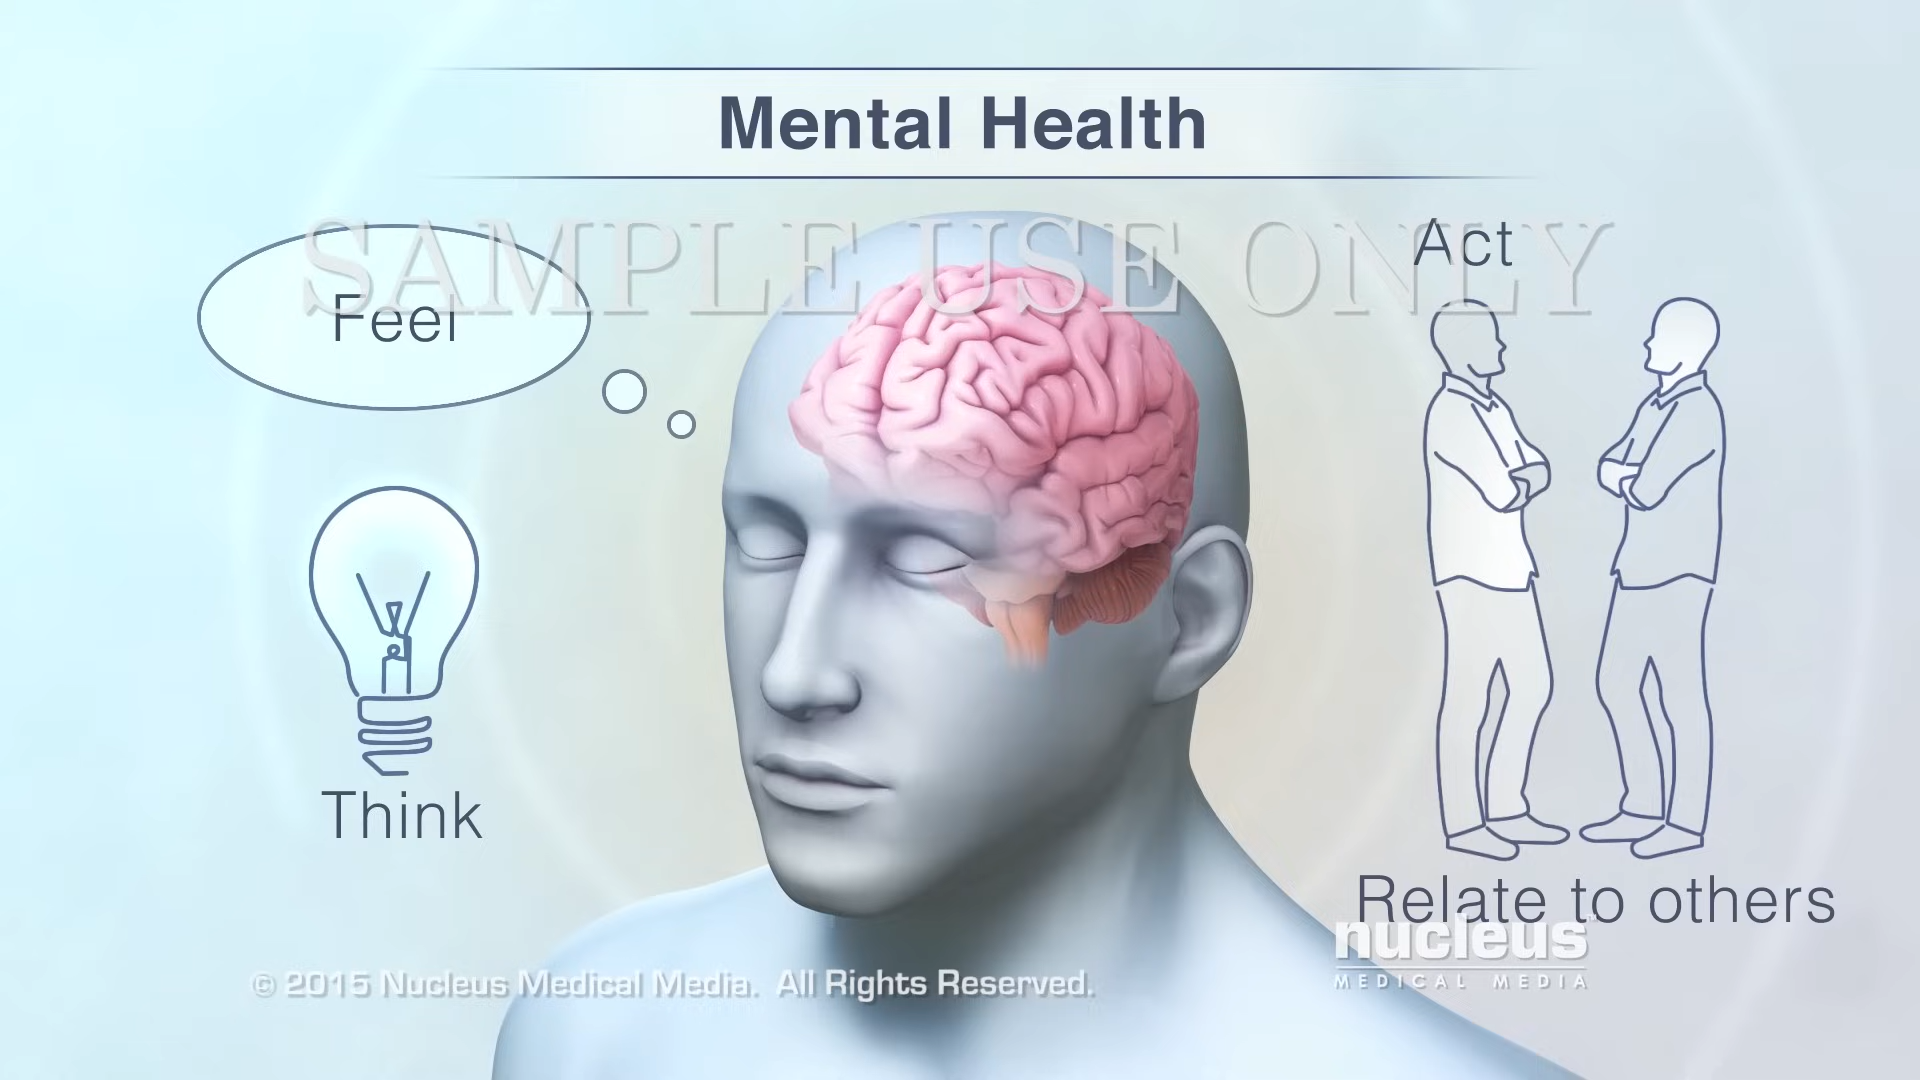 Mental Health
SAMPLE USE ONLY
Feel
Act
Think
Relate to others
nucleus™
MEDICAL MEDIA
© 2015 Nucleus Medical Media. All Rights Reserved.